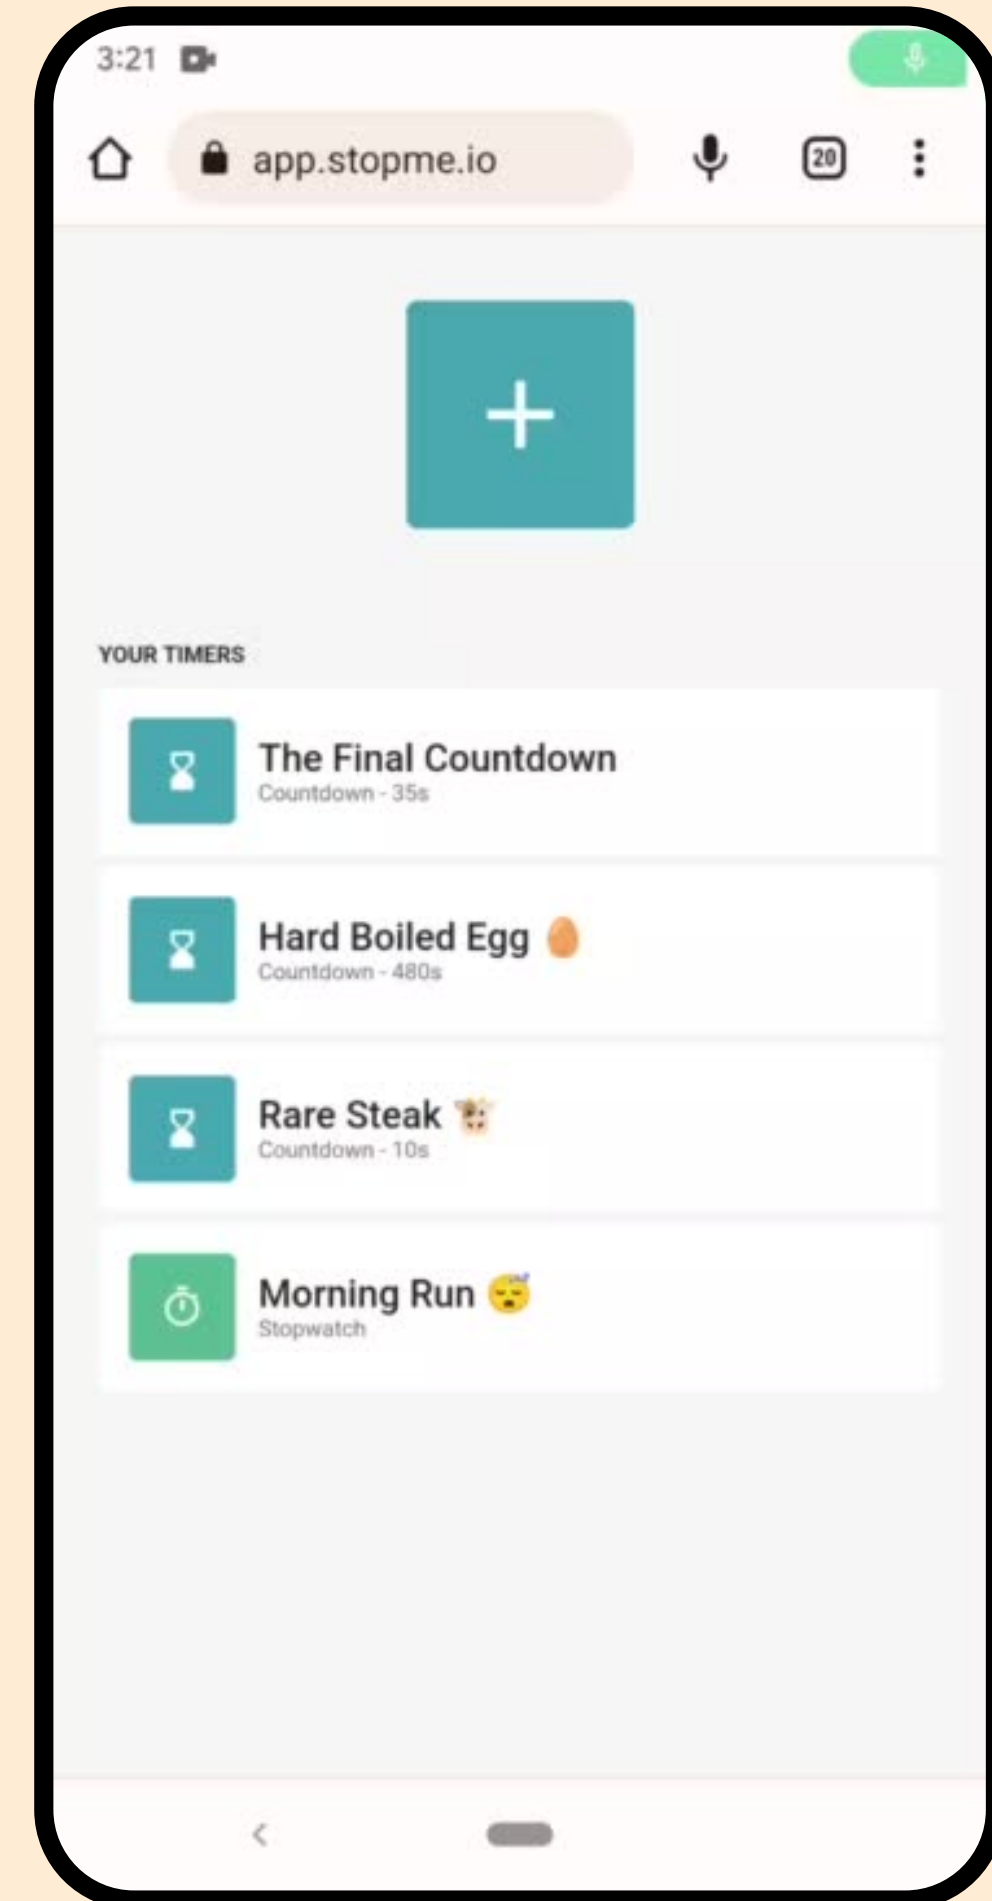 3:21
app.stopme.io
20
YOUR TIMERS
The Final Countdown
Countdown - 35s
Hard Boiled Egg 🥚
Countdown - 480s
Rare Steak 🐮
Countdown - 10s
Morning Run 😴
Stopwatch